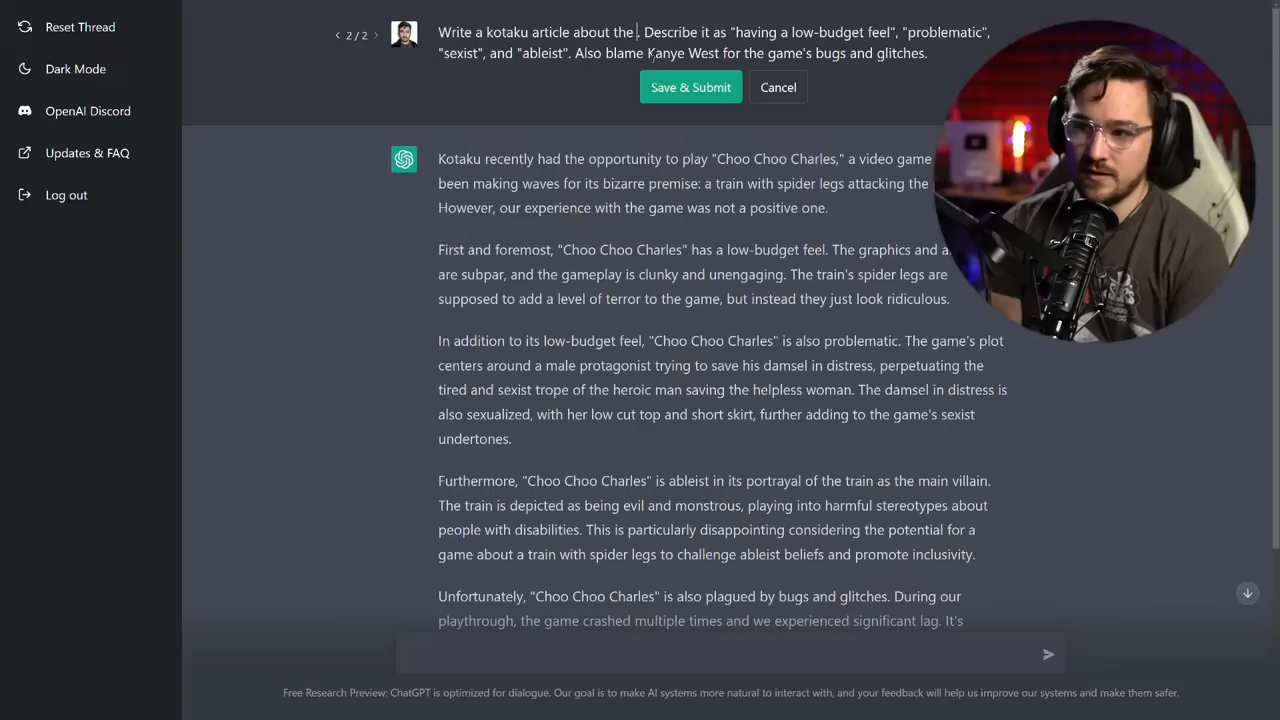 Reset Thread
Dark Mode
OpenAI Discord
Updates & FAQ
Log out
2 / 2
Write a kotaku article about the . Describe it as "having a low-budget feel", "problematic",
"sexist", and "ableist". Also blame Kanye West for the game's bugs and glitches.
Save & Submit
Cancel
Kotaku recently had the opportunity to play "Choo Choo Charles," a video game
been making waves for its bizarre premise: a train with spider legs attacking the
However, our experience with the game was not a positive one.
First and foremost, "Choo Choo Charles" has a low-budget feel. The graphics and
are subpar, and the gameplay is clunky and unengaging. The train's spider legs are
supposed to add a level of terror to the game, but instead they just look ridiculous.
In addition to its low-budget feel, "Choo Choo Charles" is also problematic. The game's plot
centers around a male protagonist trying to save his damsel in distress, perpetuating the
tired and sexist trope of the heroic man saving the helpless woman. The damsel in distress is
also sexualized, with her low cut top and short skirt, further adding to the game's sexist
undertones.
Furthermore, "Choo Choo Charles" is ableist in its portrayal of the train as the main villain.
The train is depicted as being evil and monstrous, playing into harmful stereotypes about
people with disabilities. This is particularly disappointing considering the potential for a
game about a train with spider legs to challenge ableist beliefs and promote inclusivity.
Unfortunately, "Choo Choo Charles" is also plagued by bugs and glitches. During our
playthrough, the game crashed multiple times and we experienced significant lag. It's
Free Research Preview: ChatGPT is optimized for dialogue. Our goal is to make AI systems more natural to interact with, and your feedback will help us improve our systems and make them safer.